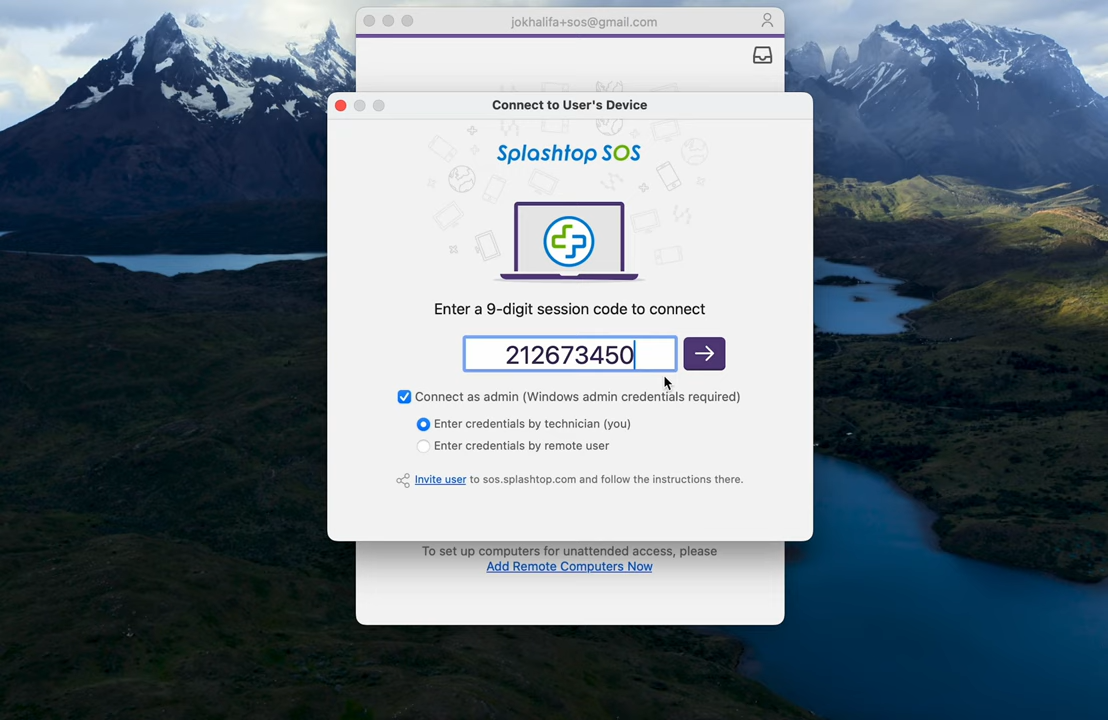 jokhalifa+sos@gmail.com
Connect to User's Device
Splashtop SOS
Enter a 9-digit session code to connect
212673450
Connect as admin (Windows admin credentials required)
Enter credentials by technician (you)
Enter credentials by remote user
Invite user to sos.splashtop.com and follow the instructions there.
To set up computers for unattended access, please
Add Remote Computers Now